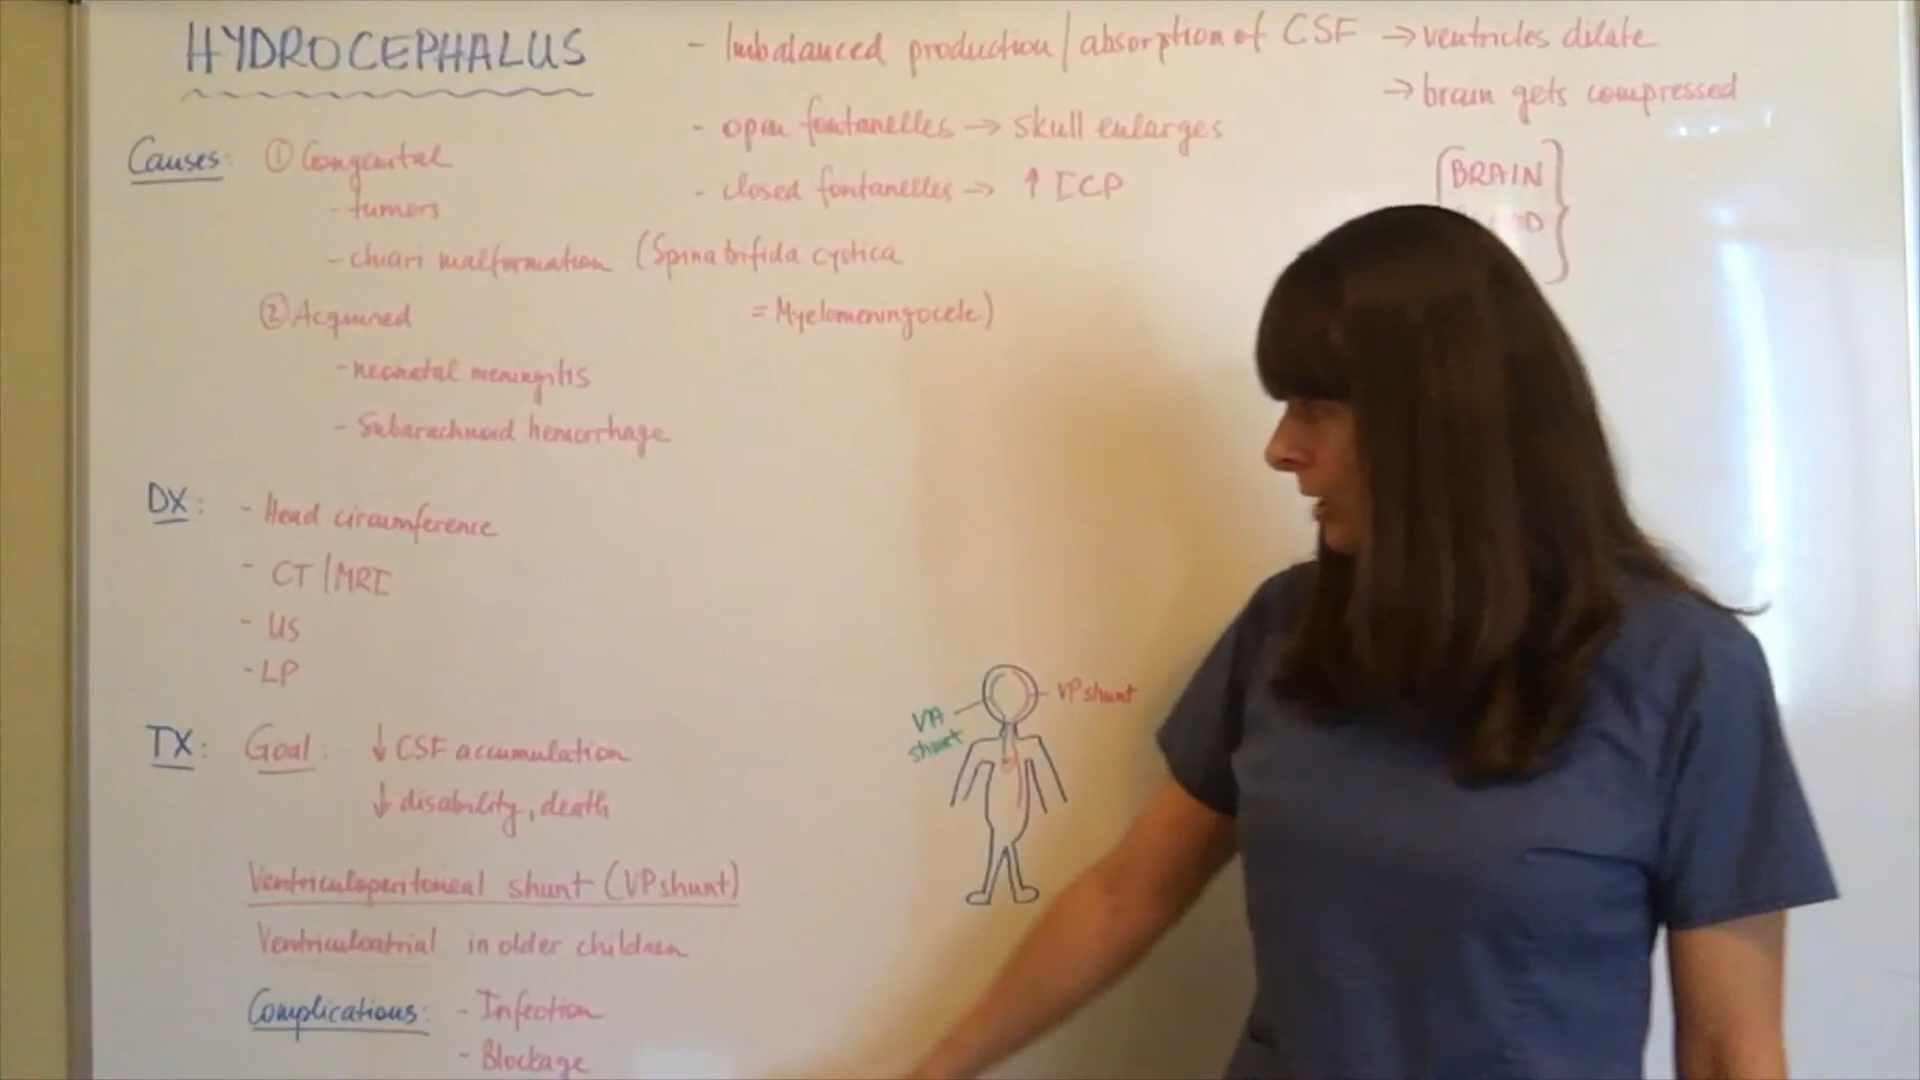 HYDROCEPHALUS
- Imbalanced production/absorption of CSF → ventricles dilate
→ brain gets compressed
- open fontanelles → skull enlarges
- closed fontanelles → ↑ ICP
BRAIN
Causes: ① Congenital
- tumors
- chiari malformation (Spina bifida cystica
= Myelomeningocele)
② Acquired
- neonatal meningitis
- Subarachnoid hemorrhage
DX: - Head circumference
- CT/MRI
- US
- LP
TX: Goal: ↓ CSF accumulation
↓ disability, death
Ventriculoperitoneal shunt (VP shunt)
Ventriculoatrial in older children
Complications: - Infection
- Blockage
VA shunt
VP shunt